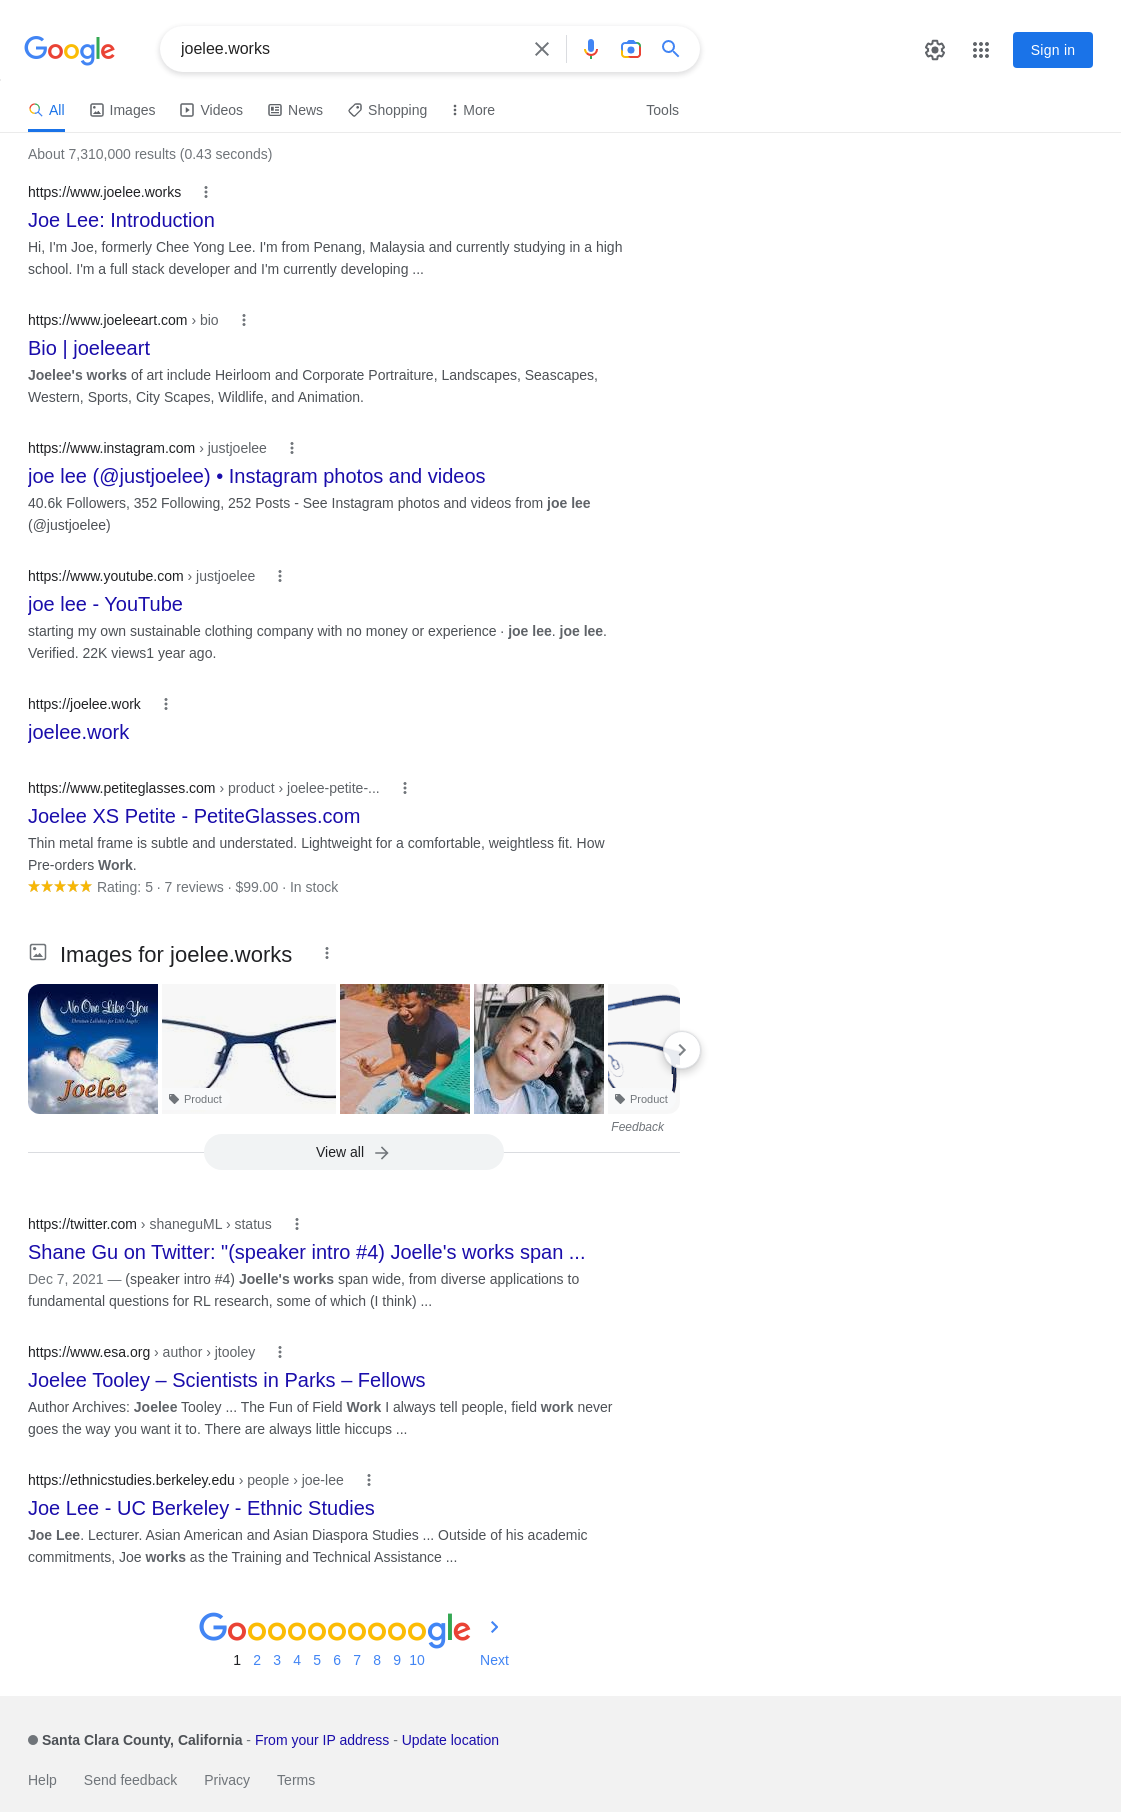 Google
joelee.works
Sign in
All
Images
Videos
News
Shopping
More
Tools
About 7,310,000 results (0.43 seconds)
https://www.joelee.works
Joe Lee: Introduction
Hi, I'm Joe, formerly Chee Yong Lee. I'm from Penang, Malaysia and currently studying in a high
school. I'm a full stack developer and I'm currently developing ...
https://www.joeleeart.com › bio
Bio | joeleeart
Joelee's works of art include Heirloom and Corporate Portraiture, Landscapes, Seascapes,
Western, Sports, City Scapes, Wildlife, and Animation.
https://www.instagram.com › justjoelee
joe lee (@justjoelee) • Instagram photos and videos
40.6k Followers, 352 Following, 252 Posts - See Instagram photos and videos from joe lee
(@justjoelee)
https://www.youtube.com › justjoelee
joe lee - YouTube
starting my own sustainable clothing company with no money or experience · joe lee. joe lee.
Verified. 22K views1 year ago.
https://joelee.work
joelee.work
https://www.petiteglasses.com › product › joelee-petite-...
Joelee XS Petite - PetiteGlasses.com
Thin metal frame is subtle and understated. Lightweight for a comfortable, weightless fit. How
Pre-orders Work.
Rating: 5 · 7 reviews · $99.00 · In stock
Images for joelee.works
No One Like You
Christian Lullabies for Little Angels
Joelee
Product
Product
Feedback
View all
https://twitter.com › shaneguML › status
Shane Gu on Twitter: "(speaker intro #4) Joelle's works span ...
Dec 7, 2021 — (speaker intro #4) Joelle's works span wide, from diverse applications to
fundamental questions for RL research, some of which (I think) ...
https://www.esa.org › author › jtooley
Joelee Tooley – Scientists in Parks – Fellows
Author Archives: Joelee Tooley ... The Fun of Field Work I always tell people, field work never
goes the way you want it to. There are always little hiccups ...
https://ethnicstudies.berkeley.edu › people › joe-lee
Joe Lee - UC Berkeley - Ethnic Studies
Joe Lee. Lecturer. Asian American and Asian Diaspora Studies ... Outside of his academic
commitments, Joe works as the Training and Technical Assistance ...
Goooooooooogle
1 2 3 4 5 6 7 8 9 10 Next
Santa Clara County, California - From your IP address - Update location
Help Send feedback Privacy Terms